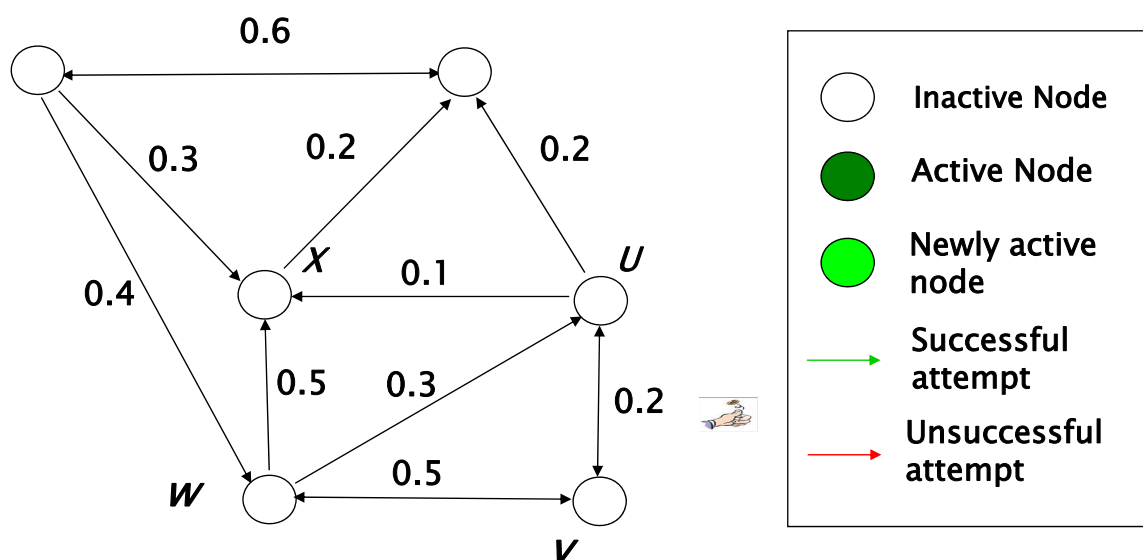 0.6
0.3
0.2
0.2
X
U
0.1
0.4
0.5
0.3
0.2
0.5
W
V
Inactive Node
Active Node
Newly active
node
Successful
attempt
Unsuccessful
attempt